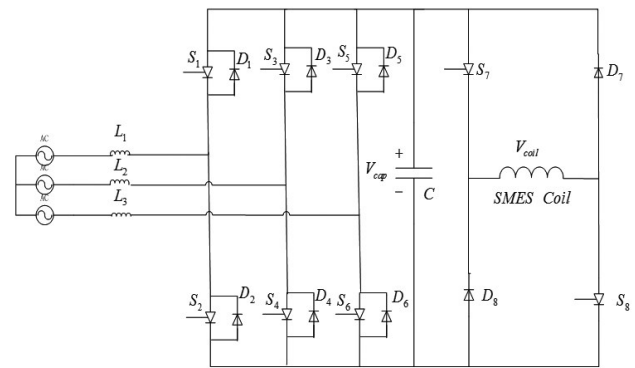 S1 D1 S3 D3 S5 D5 S7 D7
AC L1
AC L2
AC L3
Vcap + − C
Vcoil
SMES Coil
S2 D2 S4 D4 S6 D6 D8 S8